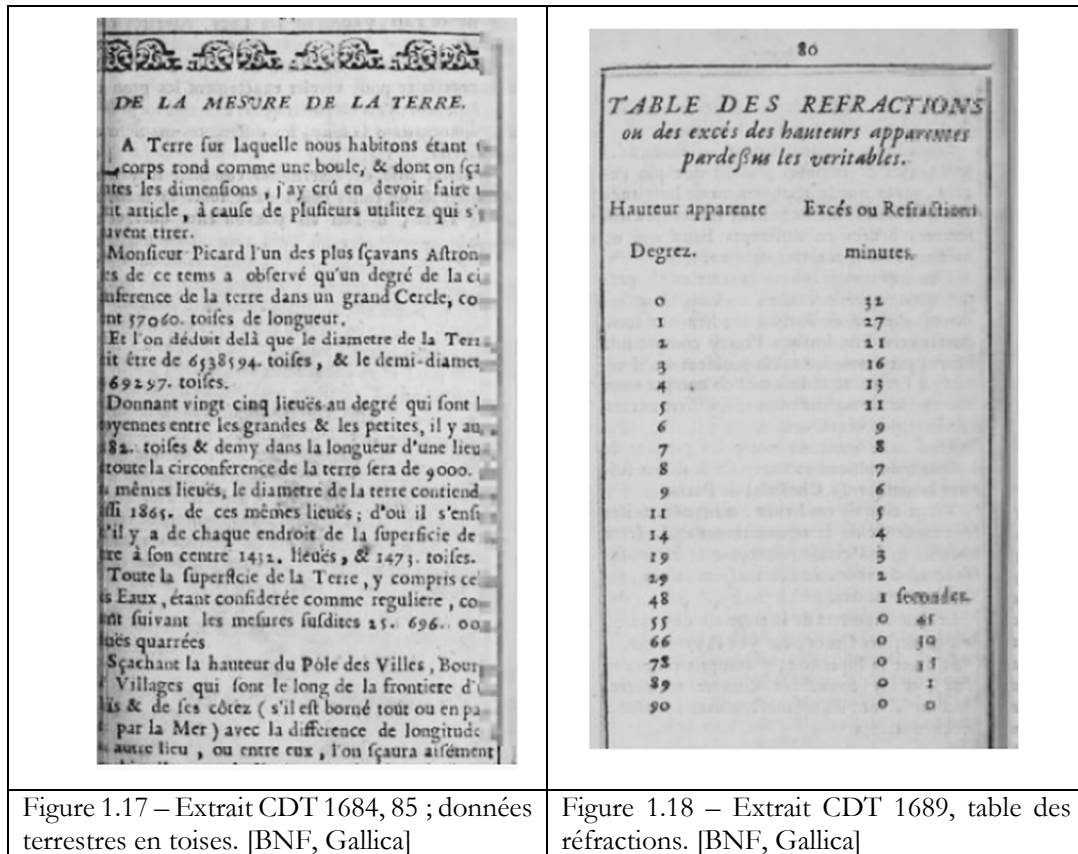 DE LA MESVRE DE LA TERRE.
A Terre ſur laquelle nous habitons étant
corps rond comme une boule, & dont on ſça
tes les dimenſions, j'ay crû en devoir faire
it article, à cauſe de pluſieurs utilitez qui s'
uvent tirer.
Monſieur Picard l'un des plus ſçavans Aſtron
es de ce tems a obſervé qu'un degré de la ci
nference de la terre dans un grand Cercle, co
nt 57060. toiſes de longueur.
Et l'on déduit delà que le diametre de la Terr
it être de 6538594. toiſes, & le demi-diamet
69297. toiſes.
Donnant vingt cinq lieuës au degré qui ſont l
oyennes entre les grandes & les petites, il y au
82. toiſes & demy dans la longueur d'une lieu
toute la circonference de la terre ſera de 9000.
mêmes lieuës, le diametre de la terre contiend
ſſi 1865. de ces mêmes lieuës; d'où il s'enſu
'il y a de chaque endroit de la ſuperficie de
re à ſon centre 1432. lieuës, & 1473. toiſes.
Toute la ſuperficie de la Terre, y compris ce
s Eaux, étant conſiderée comme reguliere, co
nt ſuivant les meſures ſuſdites 25. 696. 00
uës quarrées
Sçachant la hauteur du Pôle des Villes, Bour
Villages qui ſont le long de la frontiere d'
is & de ſes côtez (s'il eſt borné tout ou en pa
par la Mer) avec la difference de longitude
autre lieu, ou entre eux, l'on ſçaura aiſément
Figure 1.17 – Extrait CDT 1684, 85 ; données
terrestres en toises. [BNF, Gallica]
80
TABLE DES REFRACTIONS
ou des excés des hauteurs apparentes
pardeſſus les veritables.
Hauteur apparente Excés ou Refractions
Degrez. minutes.
0 32
1 27
2 21
3 16
4 13
5 11
6 9
7 8
8 7
9 6
11 5
14 4
19 3
29 2
48 1 ſecondes.
55 0 45
66 0 30
78 0 15
89 0 1
90 0 0
Figure 1.18 – Extrait CDT 1689, table des
réfractions. [BNF, Gallica]